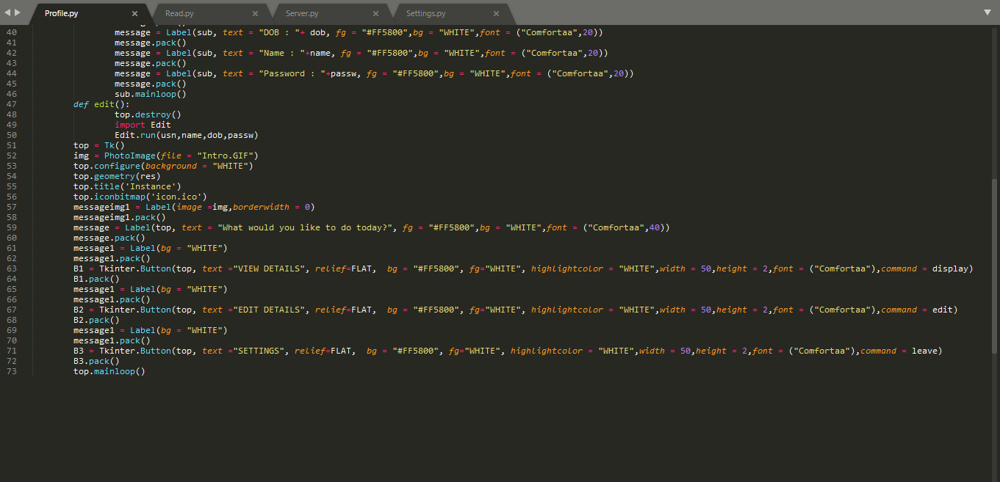 Profile.py × Read.py × Server.py × Settings.py ×
40 message = Label(sub, text = "DOB : "+ dob, fg = "#FF5800",bg = "WHITE",font = ("Comfortaa",20))
41 message.pack()
42 message = Label(sub, text = "Name : "+name, fg = "#FF5800",bg = "WHITE",font = ("Comfortaa",20))
43 message.pack()
44 message = Label(sub, text = "Password : "+passw, fg = "#FF5800",bg = "WHITE",font = ("Comfortaa",20))
45 message.pack()
46 sub.mainloop()
47 def edit():
48 top.destroy()
49 import Edit
50 Edit.run(usn,name,dob,passw)
51 top = Tk()
52 img = PhotoImage(file = "Intro.GIF")
53 top.configure(background = "WHITE")
54 top.geometry(res)
55 top.title('Instance')
56 top.iconbitmap('icon.ico')
57 messageimg1 = Label(image =img,borderwidth = 0)
58 messageimg1.pack()
59 message = Label(top, text = "What would you like to do today?", fg = "#FF5800",bg = "WHITE",font = ("Comfortaa",40))
60 message.pack()
61 message1 = Label(bg = "WHITE")
62 message1.pack()
63 B1 = Tkinter.Button(top, text ="VIEW DETAILS", relief=FLAT,  bg = "#FF5800", fg="WHITE", highlightcolor = "WHITE",width = 50,height = 2,font = ("Comfortaa"),command = display)
64 B1.pack()
65 message1 = Label(bg = "WHITE")
66 message1.pack()
67 B2 = Tkinter.Button(top, text ="EDIT DETAILS", relief=FLAT,  bg = "#FF5800", fg="WHITE", highlightcolor = "WHITE",width = 50,height = 2,font = ("Comfortaa"),command = edit)
68 B2.pack()
69 message1 = Label(bg = "WHITE")
70 message1.pack()
71 B3 = Tkinter.Button(top, text ="SETTINGS", relief=FLAT,  bg = "#FF5800", fg="WHITE", highlightcolor = "WHITE",width = 50,height = 2,font = ("Comfortaa"),command = leave)
72 B3.pack()
73 top.mainloop()